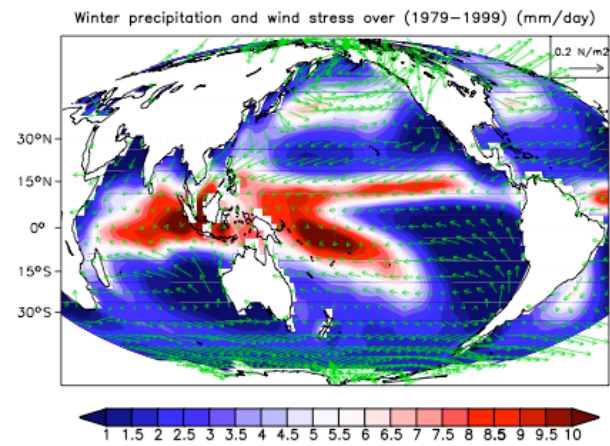 Winter precipitation and wind stress over (1979−1999) (mm/day)
0.2 N/m2
30°N
15°N
0°
15°S
30°S
1 1.5 2 2.5 3.5 4 4.5 5.5 6 6.5 7 7.5 8 8.5 9 9.5 10